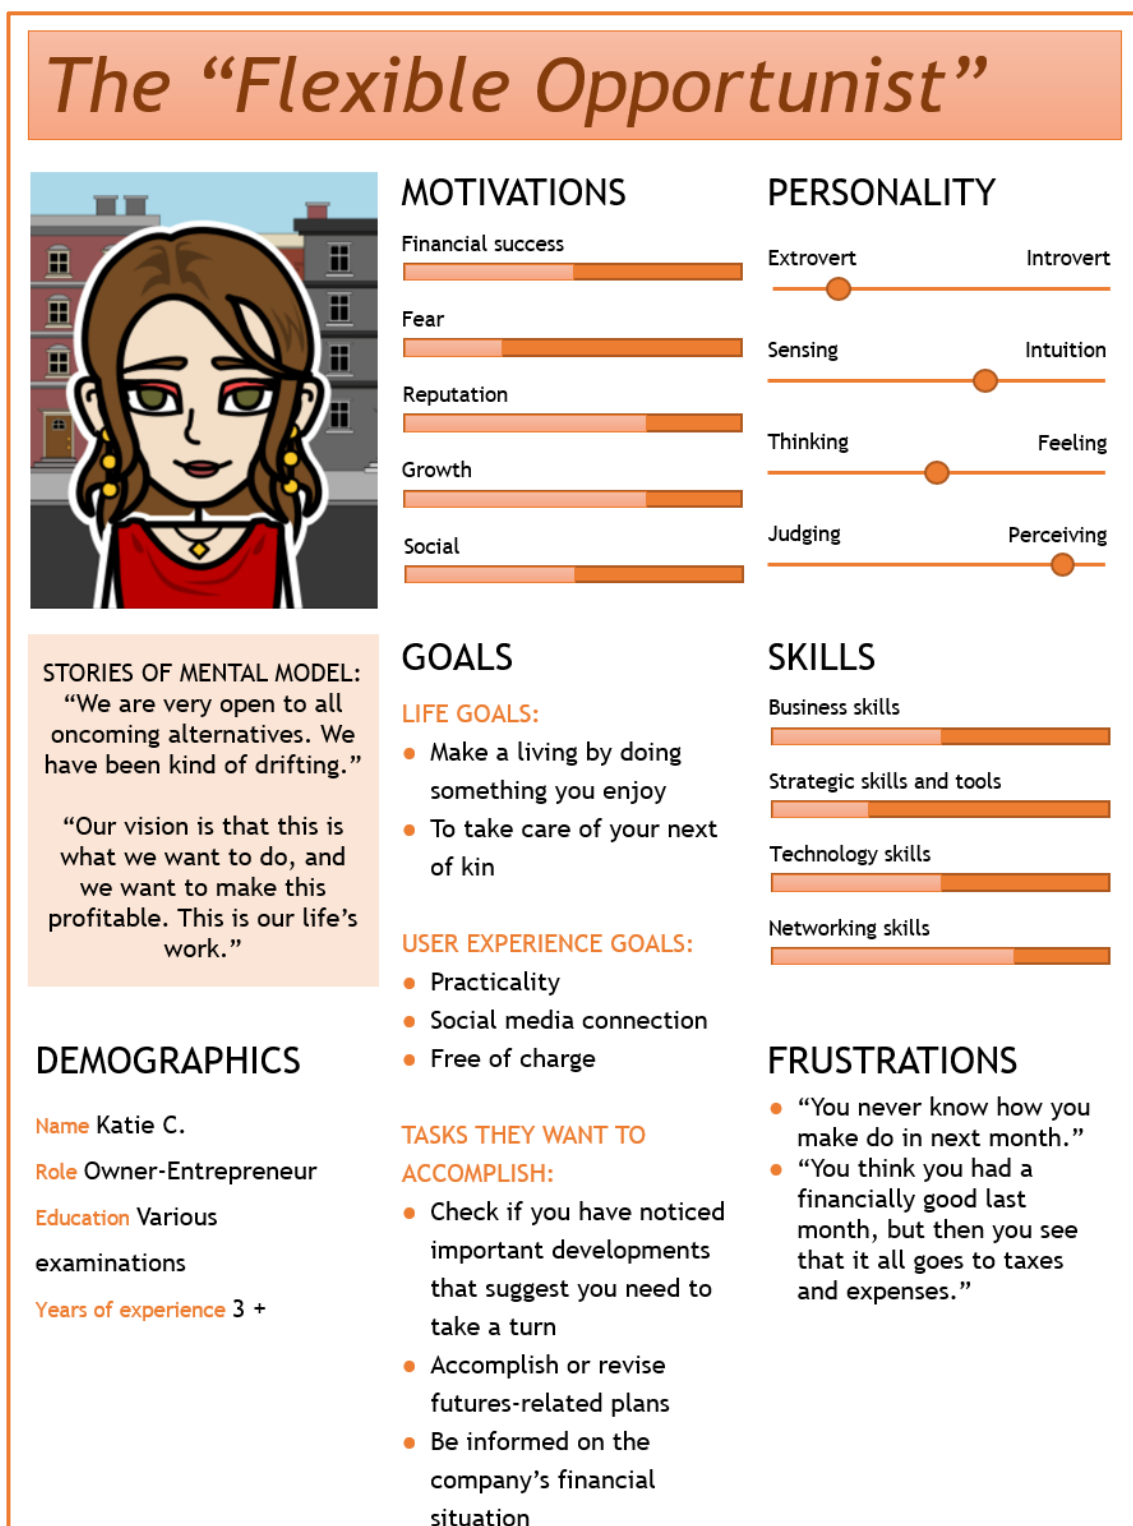 The “Flexible Opportunist”
MOTIVATIONS
Financial success
Fear
Reputation
Growth
Social
PERSONALITY
Extrovert Introvert
Sensing Intuition
Thinking Feeling
Judging Perceiving
STORIES OF MENTAL MODEL:
“We are very open to all
oncoming alternatives. We
have been kind of drifting.”
“Our vision is that this is
what we want to do, and
we want to make this
profitable. This is our life’s
work.”
GOALS
LIFE GOALS:
● Make a living by doing
something you enjoy
● To take care of your next
of kin
USER EXPERIENCE GOALS:
● Practicality
● Social media connection
● Free of charge
TASKS THEY WANT TO
ACCOMPLISH:
● Check if you have noticed
important developments
that suggest you need to
take a turn
● Accomplish or revise
futures-related plans
● Be informed on the
company’s financial
situation
SKILLS
Business skills
Strategic skills and tools
Technology skills
Networking skills
DEMOGRAPHICS
Name Katie C.
Role Owner-Entrepreneur
Education Various
examinations
Years of experience 3 +
FRUSTRATIONS
● “You never know how you
make do in next month.”
● “You think you had a
financially good last
month, but then you see
that it all goes to taxes
and expenses.”